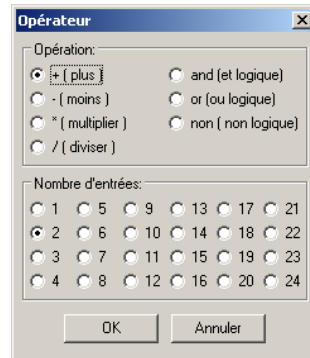 Opérateur
Opération:
+ ( plus ) and (et logique)
- ( moins ) or (ou logique)
* ( multiplier ) non ( non logique)
/ ( diviser )
Nombre d'entrées:
1 5 9 13 17 21
2 6 10 14 18 22
3 7 11 15 19 23
4 8 12 16 20 24
OK Annuler